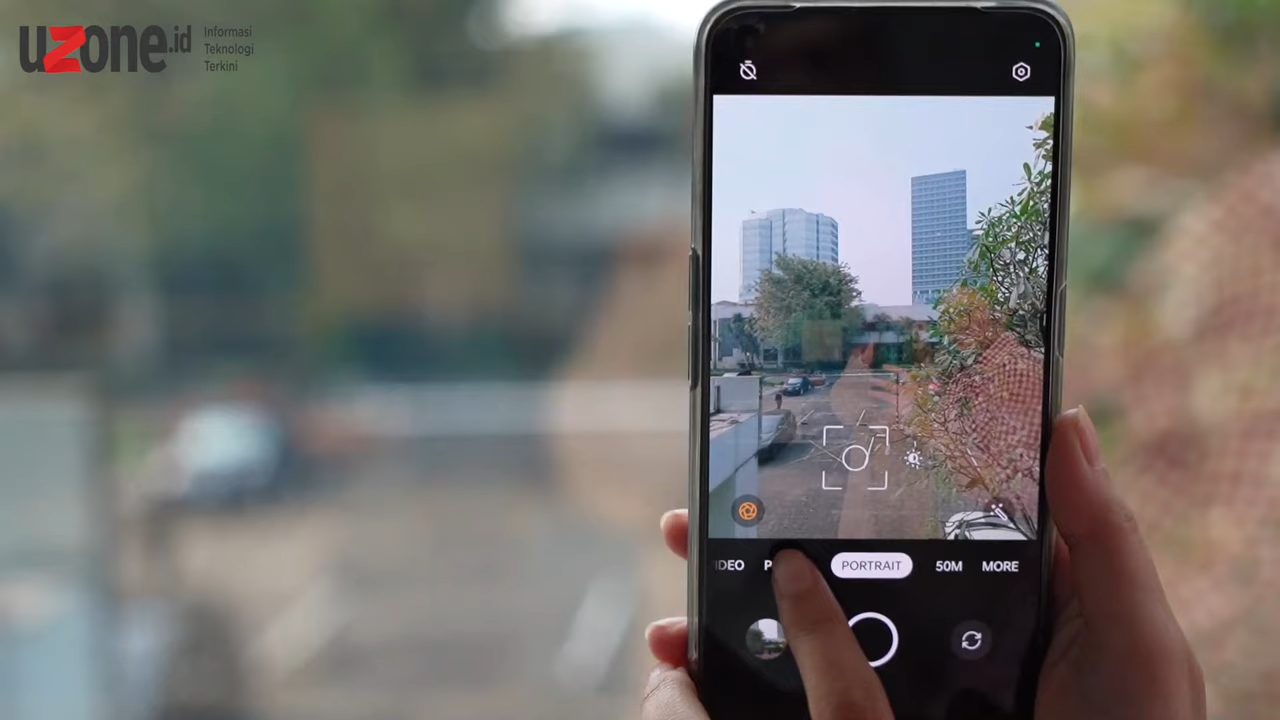 uzone.id
Informasi
Teknologi
Terkini
IDEO
PORTRAIT
50M
MORE